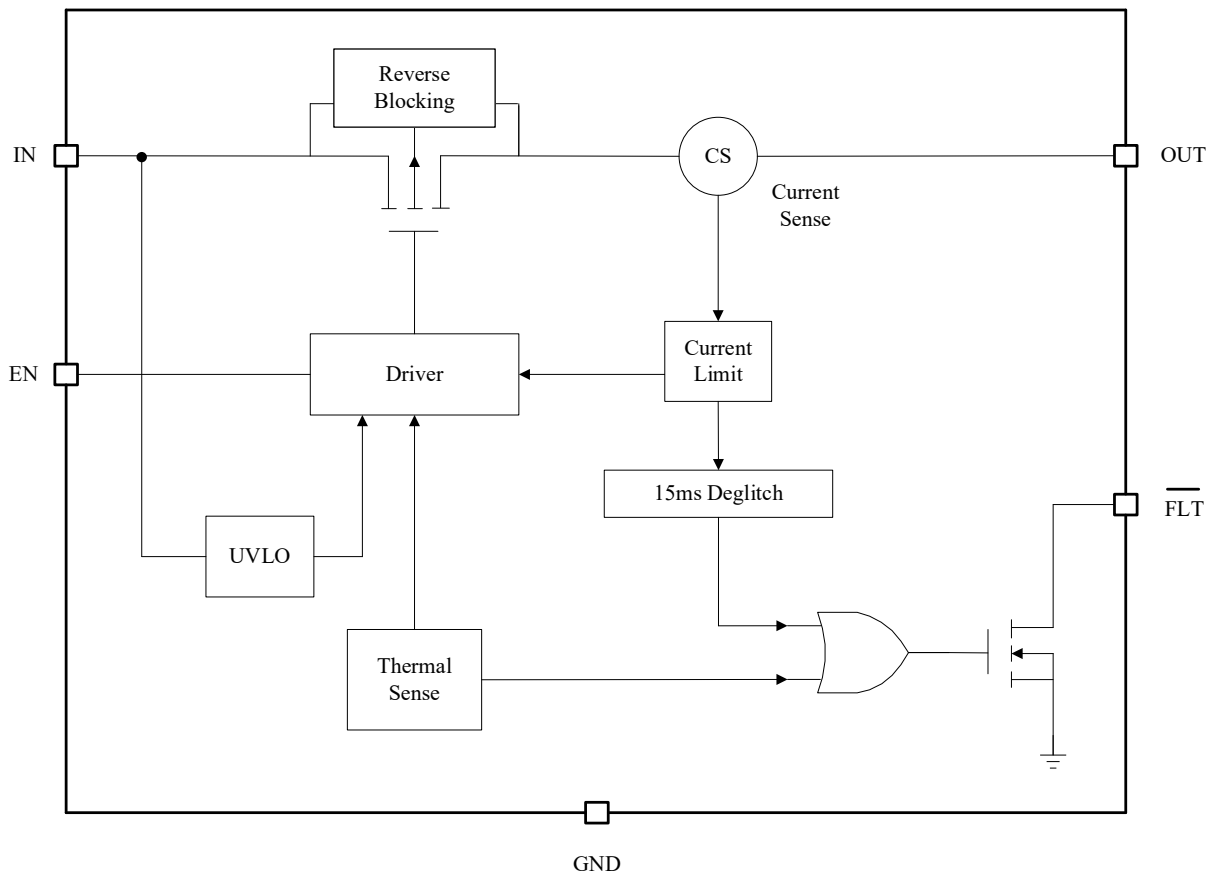 Reverse
Blocking
IN
CS
OUT
Current
Sense
EN
Driver
Current
Limit
15ms Deglitch
FLT
UVLO
Thermal
Sense
GND